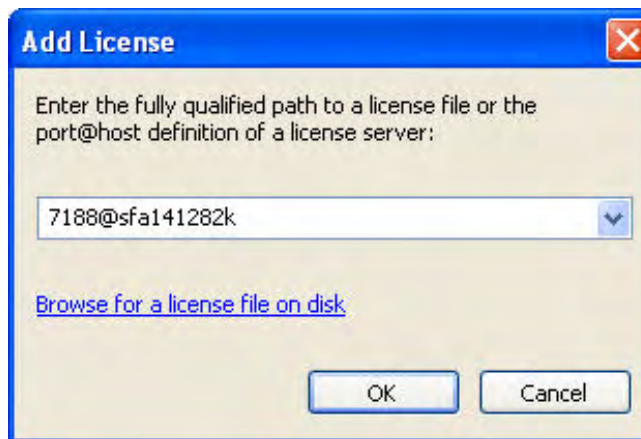 Add License
Enter the fully qualified path to a license file or the
port@host definition of a license server:
7188@sfa141282k
Browse for a license file on disk
OK
Cancel